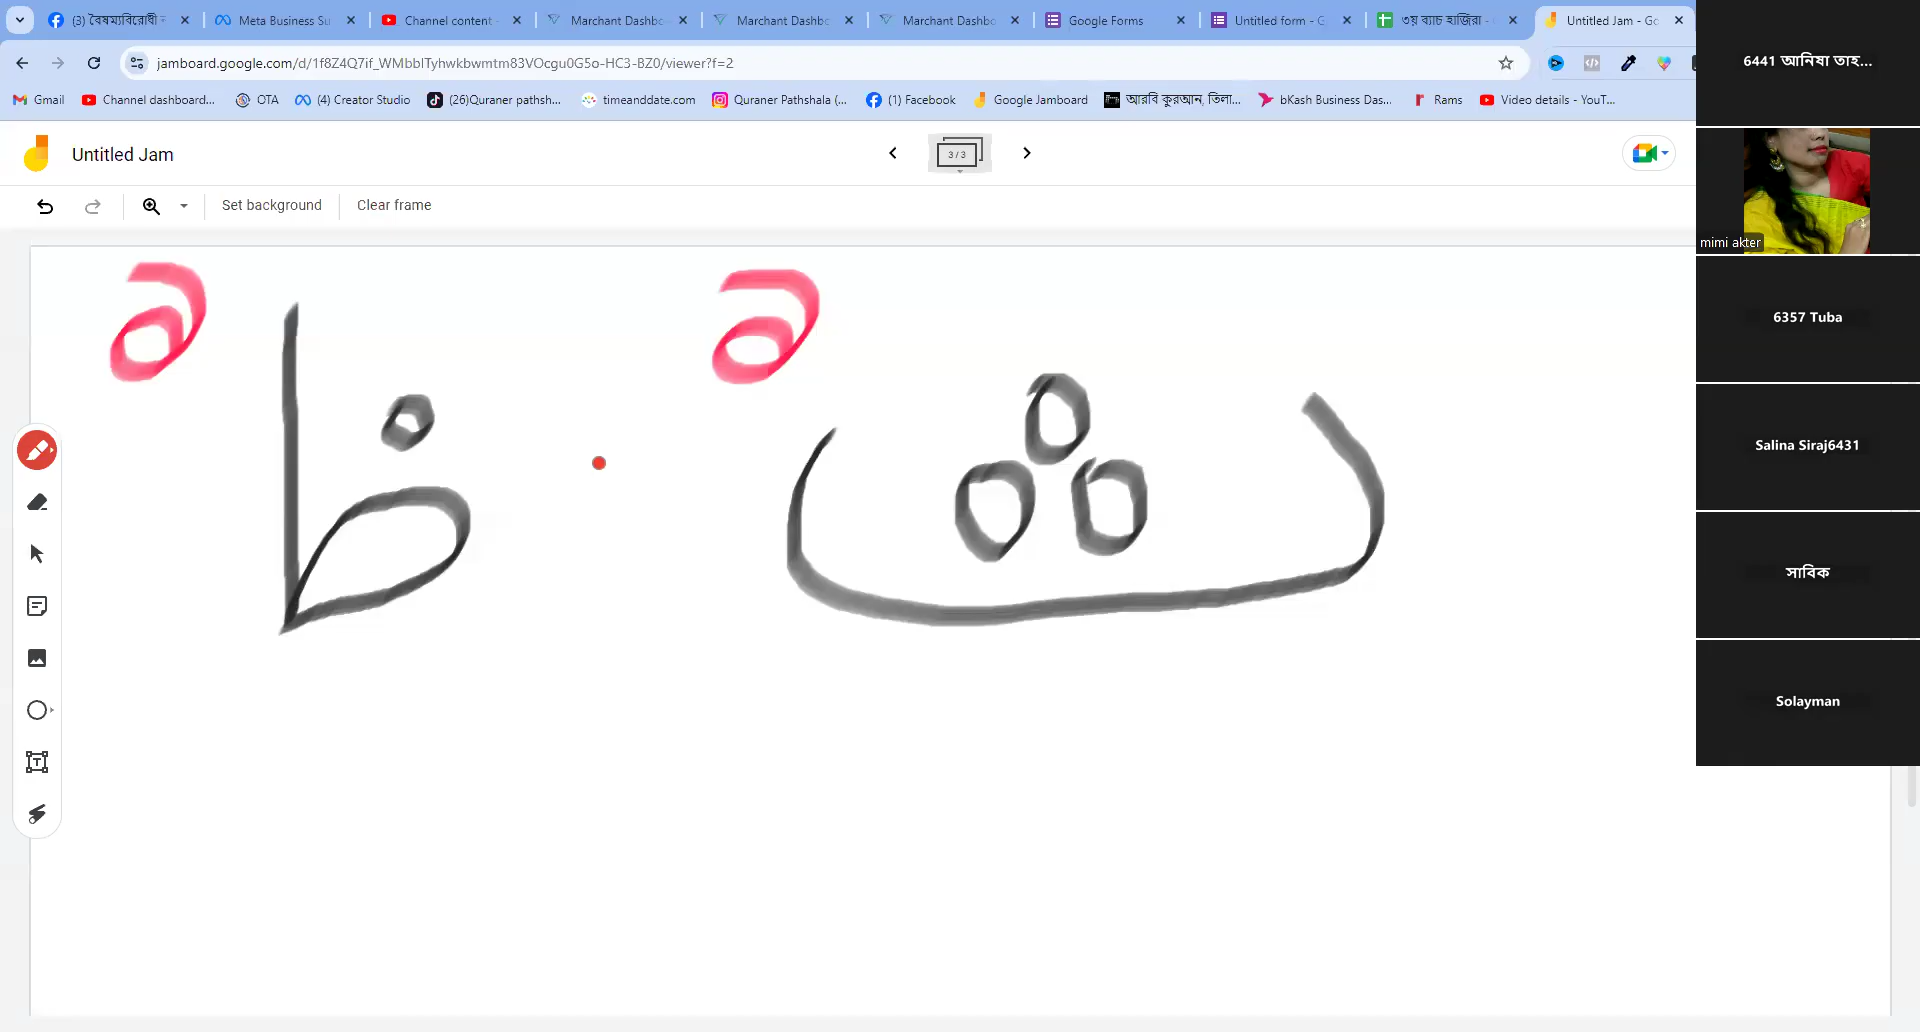 (3) বৈষম্যবিরোধী
Meta Business Su
Channel content -
Marchant Dashbo
Marchant Dashbo
Marchant Dashbo
Google Forms
Untitled form - G
৩য় ব্যাচ হাজিরা -
Untitled Jam - Go
jamboard.google.com/d/1f8Z4Q7if_WMbbITyhwkbwmtm83VOcgu0G5o-HC3-BZ0/viewer?f=2
Gmail
Channel dashboard...
OTA
(4) Creator Studio
(26)Quraner pathsh...
timeanddate.com
Quraner Pathshala (...
(1) Facebook
Google Jamboard
আরবি কুরআন, তিলা...
bKash Business Das...
Rams
Video details - YouT...
Untitled Jam
3 / 3
Set background
Clear frame
ظ ث
6441 আনিষা তাহ...
mimi akter
6357 Tuba
Salina Siraj6431
সাবিক
Solayman